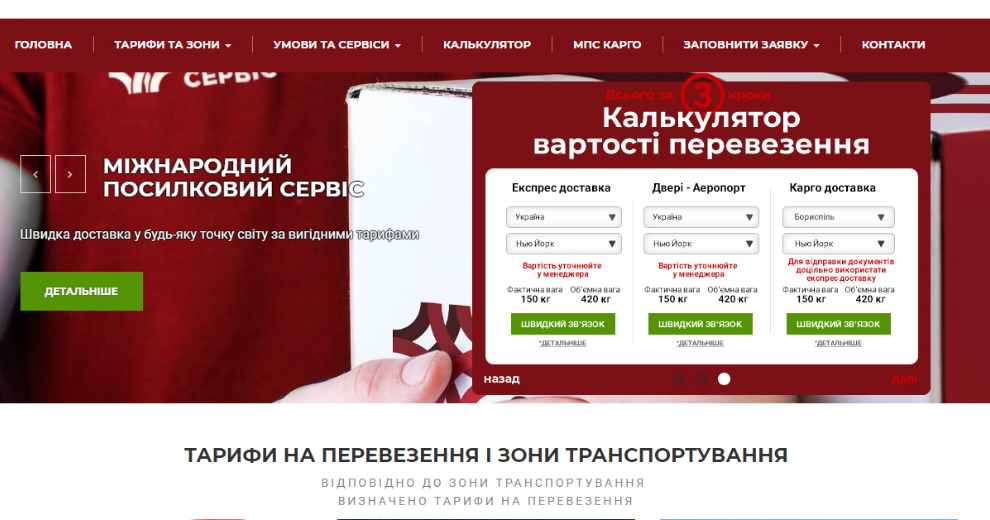 ГОЛОВНА
ТАРИФИ ТА ЗОНИ
УМОВИ ТА СЕРВІСИ
КАЛЬКУЛЯТОР
МПС КАРГО
ЗАПОВНИТИ ЗАЯВКУ
КОНТАКТИ
СЕРВІС
МІЖНАРОДНИЙ
ПОСИЛКОВИЙ СЕРВІС
Швидка доставка у будь-яку точку світу за вигідними тарифами
ДЕТАЛЬНІШЕ
Всього за 3 кроки
Калькулятор
вартості перевезення
Експрес доставка
Україна
Нью Йорк
Вартість уточнюйте
у менеджера
Фактична вага Об'ємна вага
150 кг 420 кг
ШВИДКИЙ ЗВ'ЯЗОК
*ДЕТАЛЬНІШЕ
Двері - Аеропорт
Україна
Нью Йорк
Вартість уточнюйте
у менеджера
Фактична вага Об'ємна вага
150 кг 420 кг
ШВИДКИЙ ЗВ'ЯЗОК
*ДЕТАЛЬНІШЕ
Карго доставка
Бориспіль
Нью Йорк
Для відправки документів
доцільно використати
експрес доставку
Фактична вага Об'ємна вага
150 кг 420 кг
ШВИДКИЙ ЗВ'ЯЗОК
*ДЕТАЛЬНІШЕ
назад
далі
ТАРИФИ НА ПЕРЕВЕЗЕННЯ І ЗОНИ ТРАНСПОРТУВАННЯ
ВІДПОВІДНО ДО ЗОНИ ТРАНСПОРТУВАННЯ
ВИЗНАЧЕНО ТАРИФИ НА ПЕРЕВЕЗЕННЯ